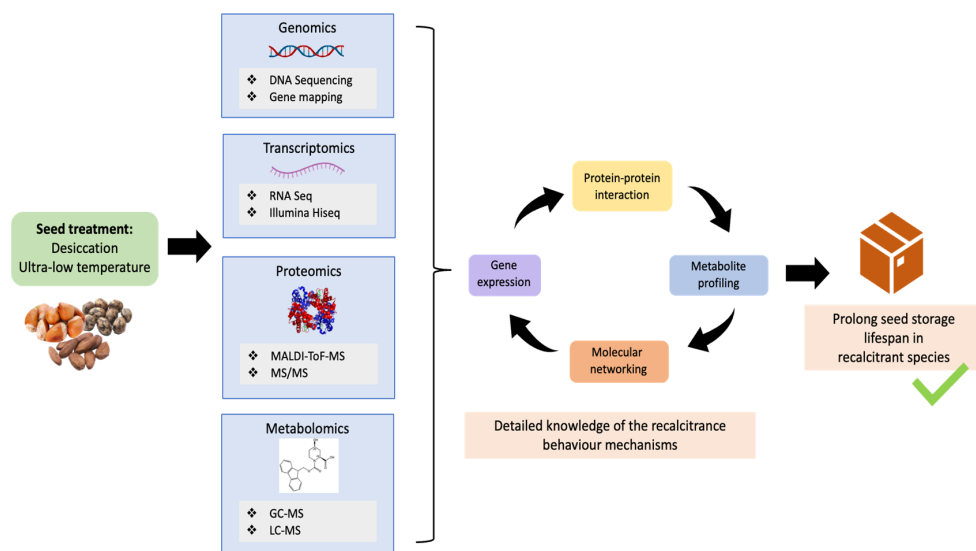 Seed treatment:
Desiccation
Ultra-low temperature
Genomics
❖ DNA Sequencing
❖ Gene mapping
Transcriptomics
❖ RNA Seq
❖ Illumina Hiseq
Proteomics
❖ MALDI-ToF-MS
❖ MS/MS
Metabolomics
❖ GC-MS
❖ LC-MS
Protein-protein
interaction
Gene
expression
Metabolite
profiling
Molecular
networking
Detailed knowledge of the recalcitrance
behaviour mechanisms
Prolong seed storage
lifespan in
recalcitrant species